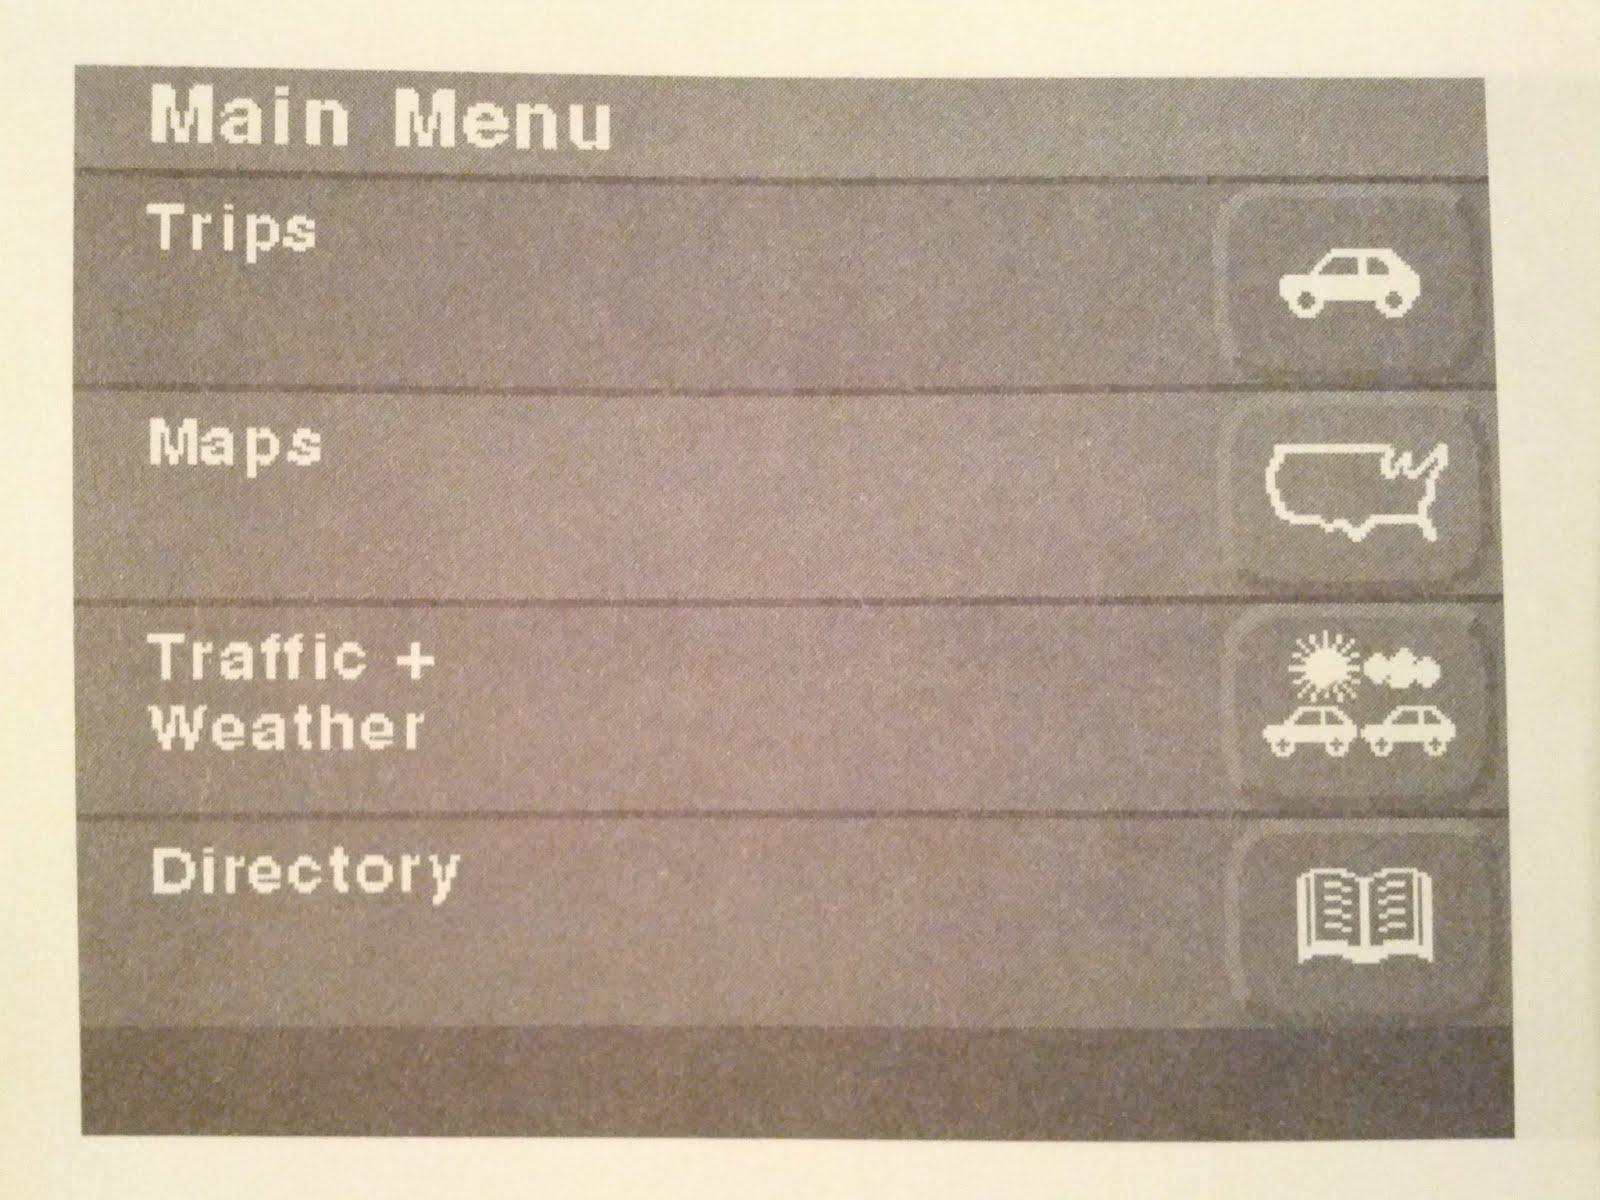 Main Menu
Trips
Maps
Traffic +
Weather
Directory